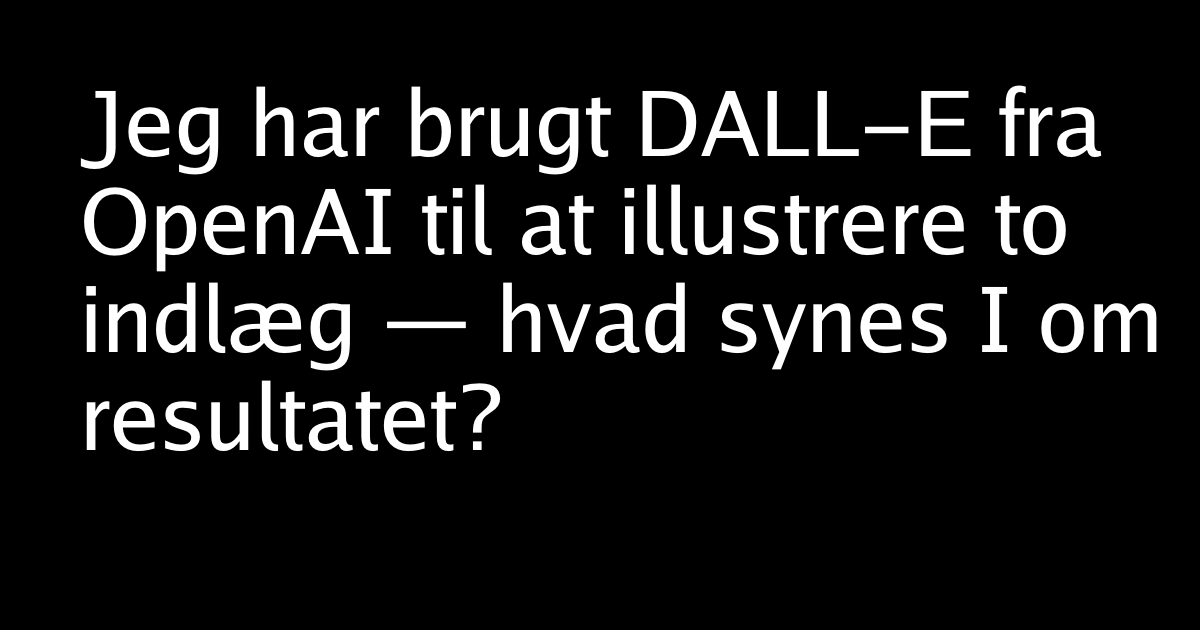 Jeg har brugt DALL-E fra
OpenAI til at illustrere to
indlæg — hvad synes I om
resultatet?